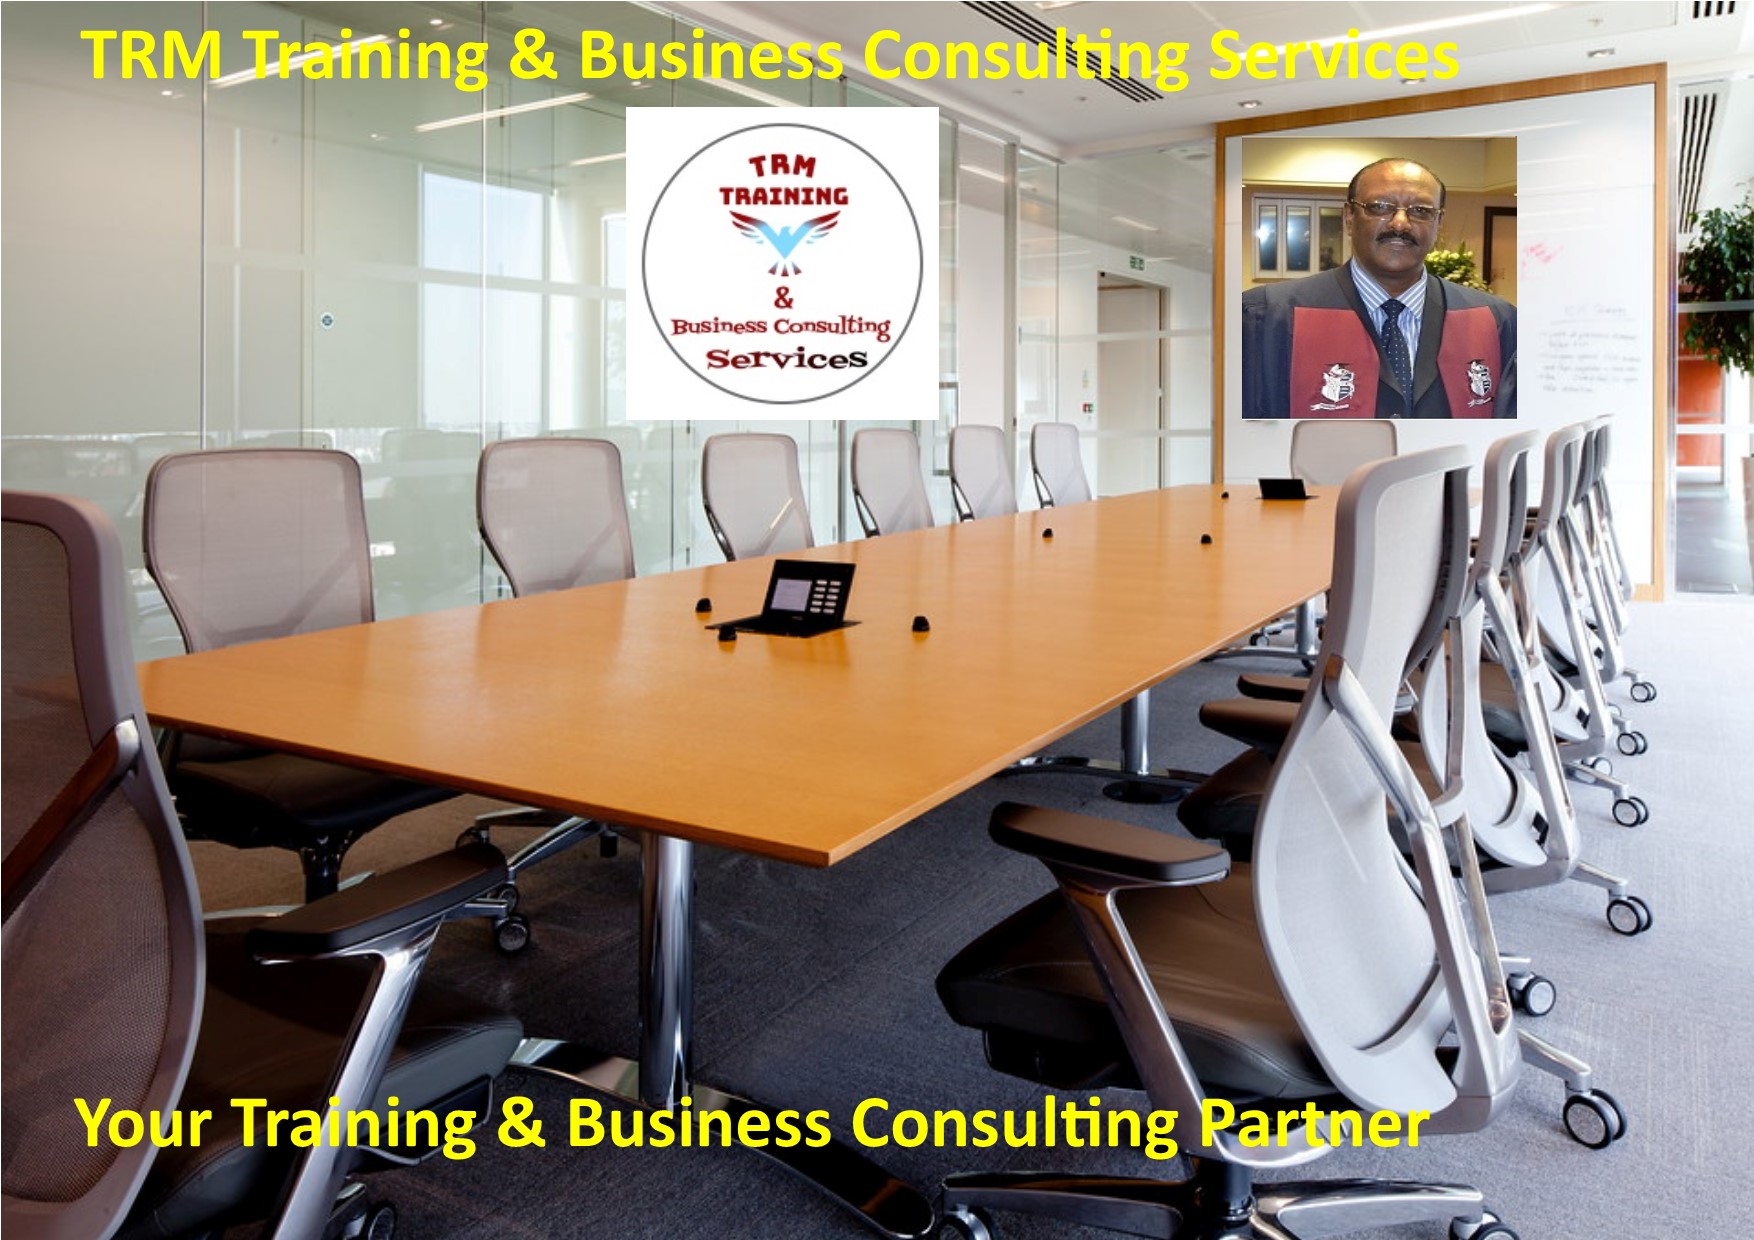 TRM Training & Business Consulting Services
TRM
TRAINING
&
Business Consulting
Services
Your Training & Business Consulting Partner